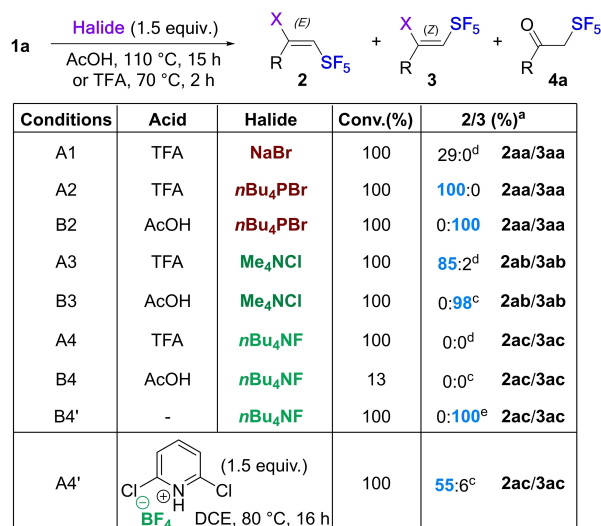 1a Halide (1.5 equiv.) X (E) SF5 R 2 + X (Z) SF5 R 3 + O SF5 R 4a
AcOH, 110 °C, 15 h
or TFA, 70 °C, 2 h
Conditions Acid Halide Conv.(%) 2/3 (%)a
A1 TFA NaBr 100 29:0d 2aa/3aa
A2 TFA nBu4PBr 100 100:0 2aa/3aa
B2 AcOH nBu4PBr 100 0:100 2aa/3aa
A3 TFA Me4NCl 100 85:2d 2ab/3ab
B3 AcOH Me4NCl 100 0:98c 2ab/3ab
A4 TFA nBu4NF 100 0:0d 2ac/3ac
B4 AcOH nBu4NF 13 0:0c 2ac/3ac
B4' - nBu4NF 100 0:100e 2ac/3ac
A4' Cl ⊖ ⊕ N H Cl (1.5 equiv.) 100 55:6c 2ac/3ac
BF4 DCE, 80 °C, 16 h